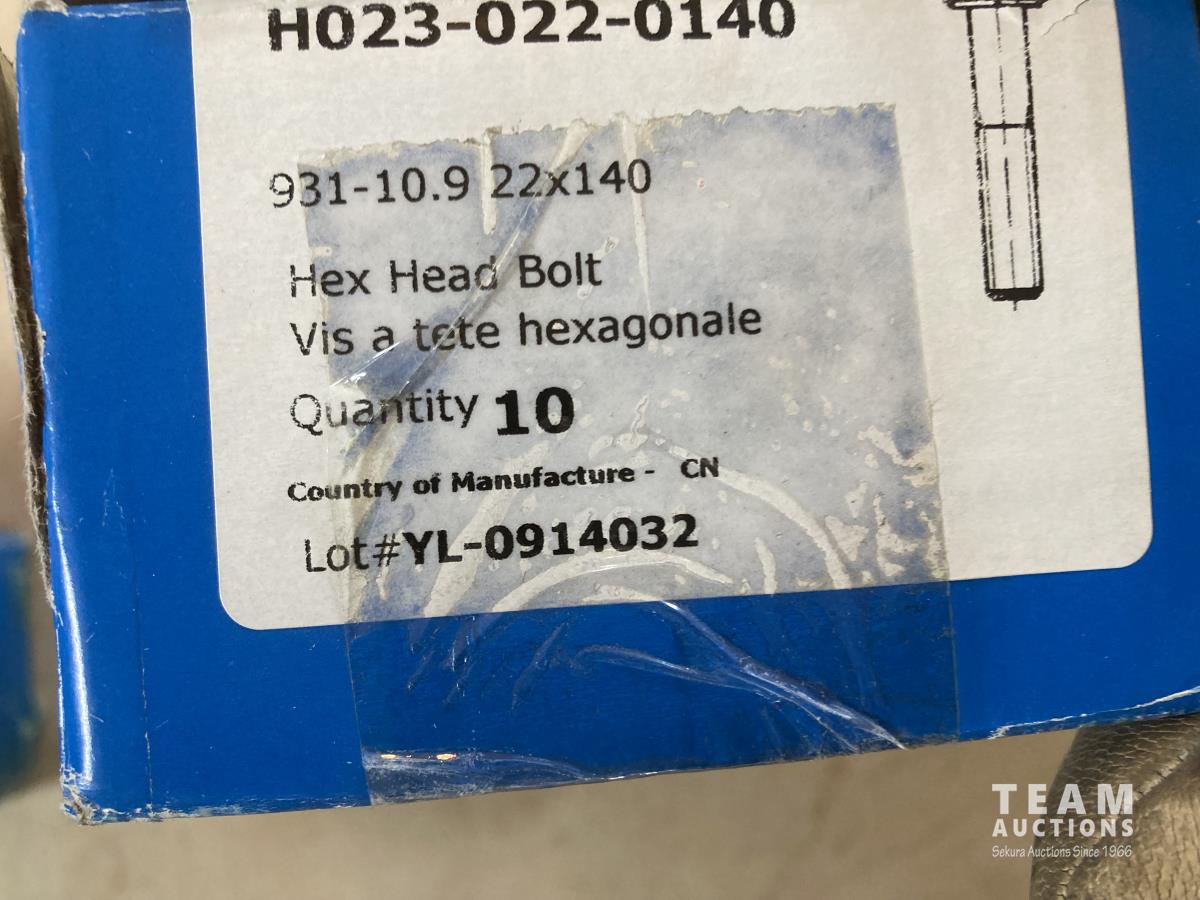 H023-022-0140
931-10.9 22x140
Hex Head Bolt
Vis a tete hexagonale
Quantity 10
Country of Manufacture - CN
Lot#YL-0914032
TEAM
AUCTIONS
Sekura Auctions Since 1966